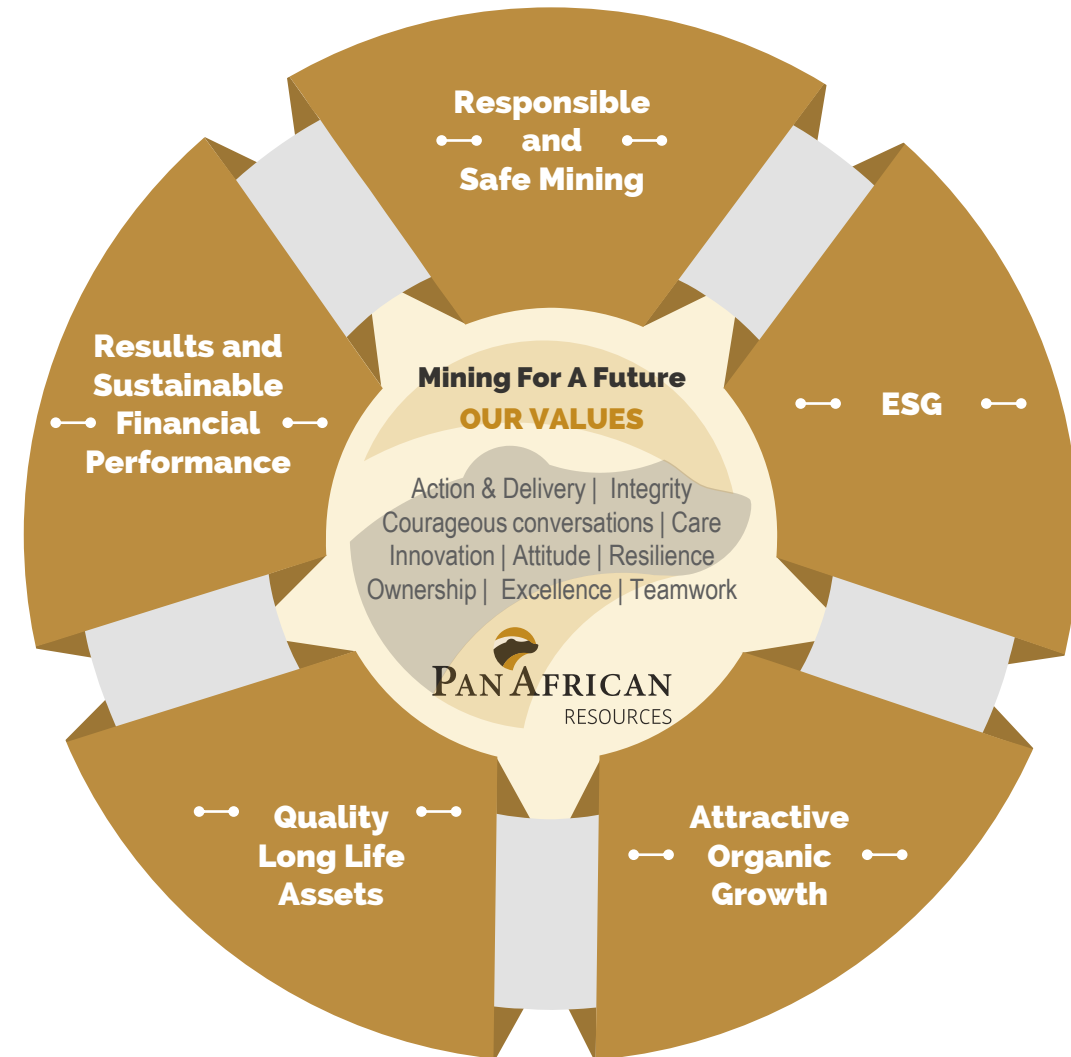 Responsible
and
Safe Mining
Results and
Sustainable
Financial
Performance
ESG
Mining For A Future
OUR VALUES
Action & Delivery | Integrity
Courageous conversations | Care
Innovation | Attitude | Resilience
Ownership | Excellence | Teamwork
PAN AFRICAN
RESOURCES
Quality
Long Life
Assets
Attractive
Organic
Growth